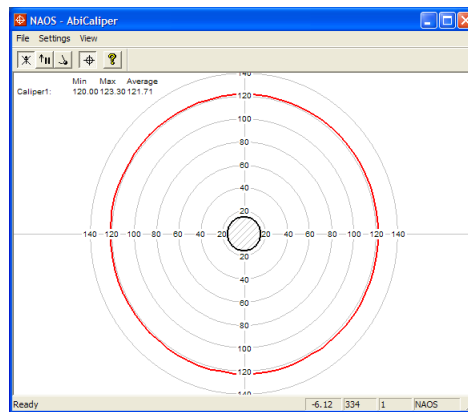 NAOS - AbiCaliper
File Settings View
Min Max Average
Caliper1: 120.00 123.30 121.71
140
120
100
80
60
40
20
140 120 100 80 60 40 20 20 40 60 80 100 120 140
20
40
60
80
100
120
140
Ready -6.12 334 1 NAOS